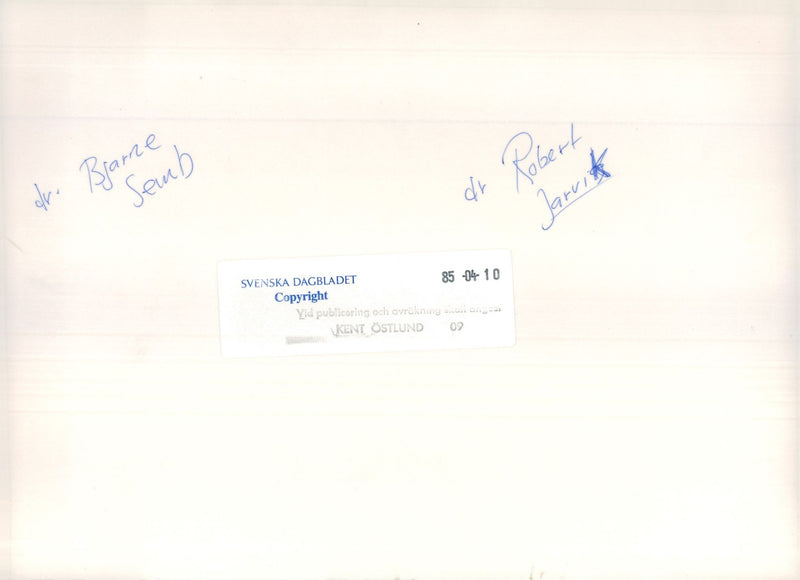 dr. Bjarne
Semb
dr Robert
Jarvik
SVENSKA DAGBLADET
85 -04- 10
Copyright
Vid publicering och avräkning skall anges:
KENT ÖSTLUND 09